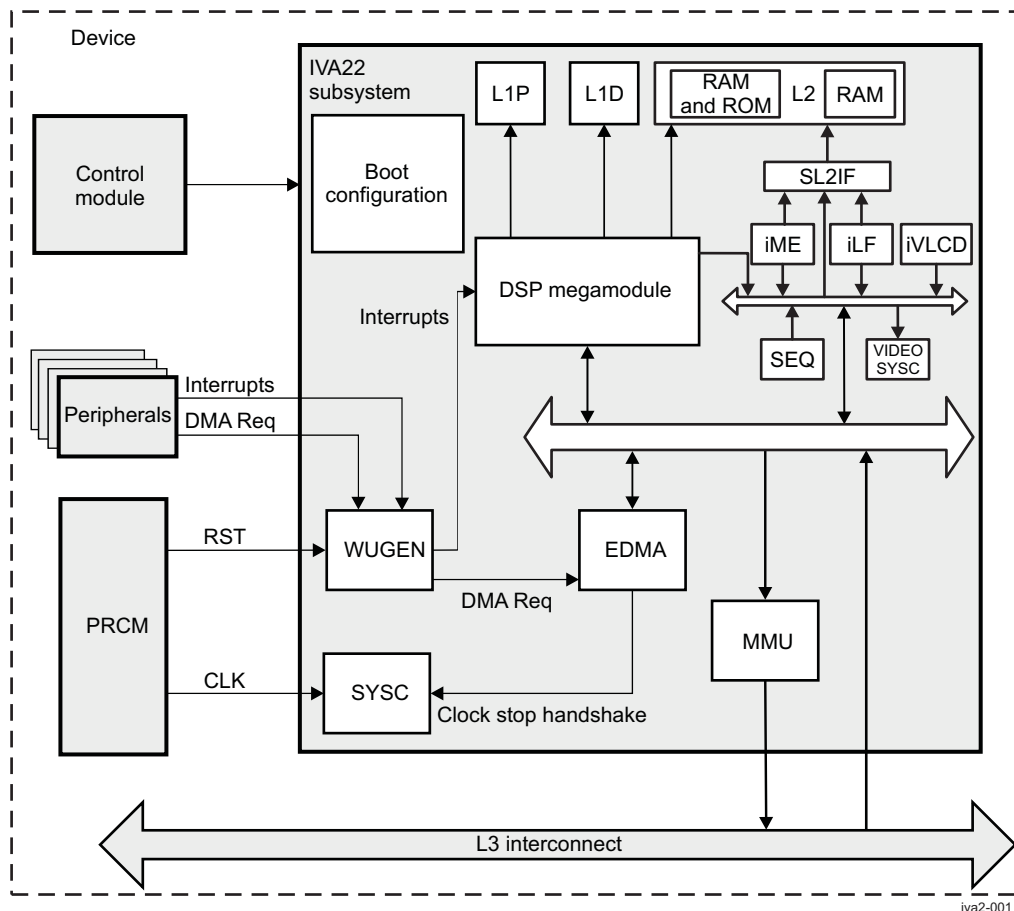 Device
IVA22
subsystem
L1P
L1D
RAM
and ROM
L2
RAM
Control
module
Boot
configuration
SL2IF
iME
iLF
iVLCD
DSP megamodule
Interrupts
SEQ
VIDEO
SYSC
Peripherals
Interrupts
DMA Req
RST
WUGEN
EDMA
DMA Req
PRCM
MMU
CLK
SYSC
Clock stop handshake
L3 interconnect
iva2-001